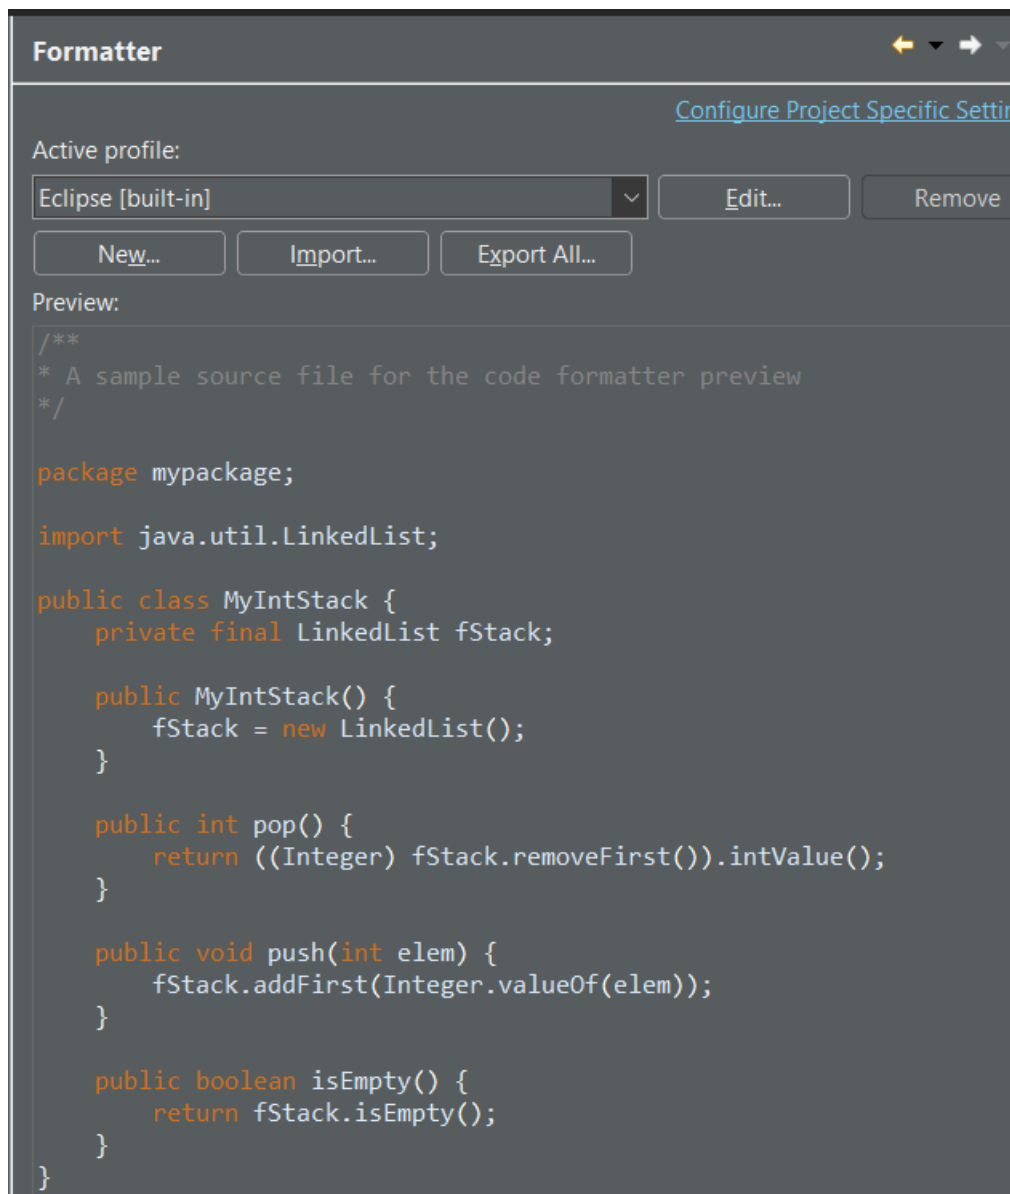 Formatter
Configure Project Specific Settin
Active profile:
Eclipse [built-in]
Edit...
Remove
New...
Import...
Export All...
Preview:
/**
* A sample source file for the code formatter preview
*/
package mypackage;
import java.util.LinkedList;
public class MyIntStack {
    private final LinkedList fStack;
    public MyIntStack() {
        fStack = new LinkedList();
    }
    public int pop() {
        return ((Integer) fStack.removeFirst()).intValue();
    }
    public void push(int elem) {
        fStack.addFirst(Integer.valueOf(elem));
    }
    public boolean isEmpty() {
        return fStack.isEmpty();
    }
}